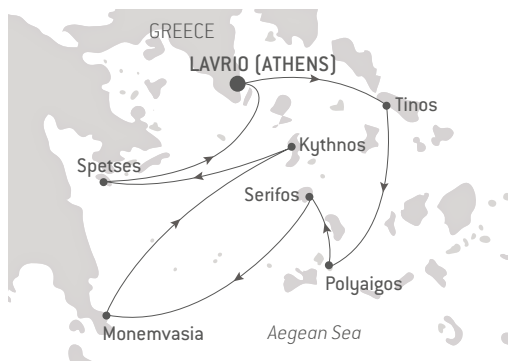 GREECE
LAVRIO (ATHENS)
Tinos
Kythnos
Spetses
Serifos
Polyaigos
Monemvasia
Aegean Sea